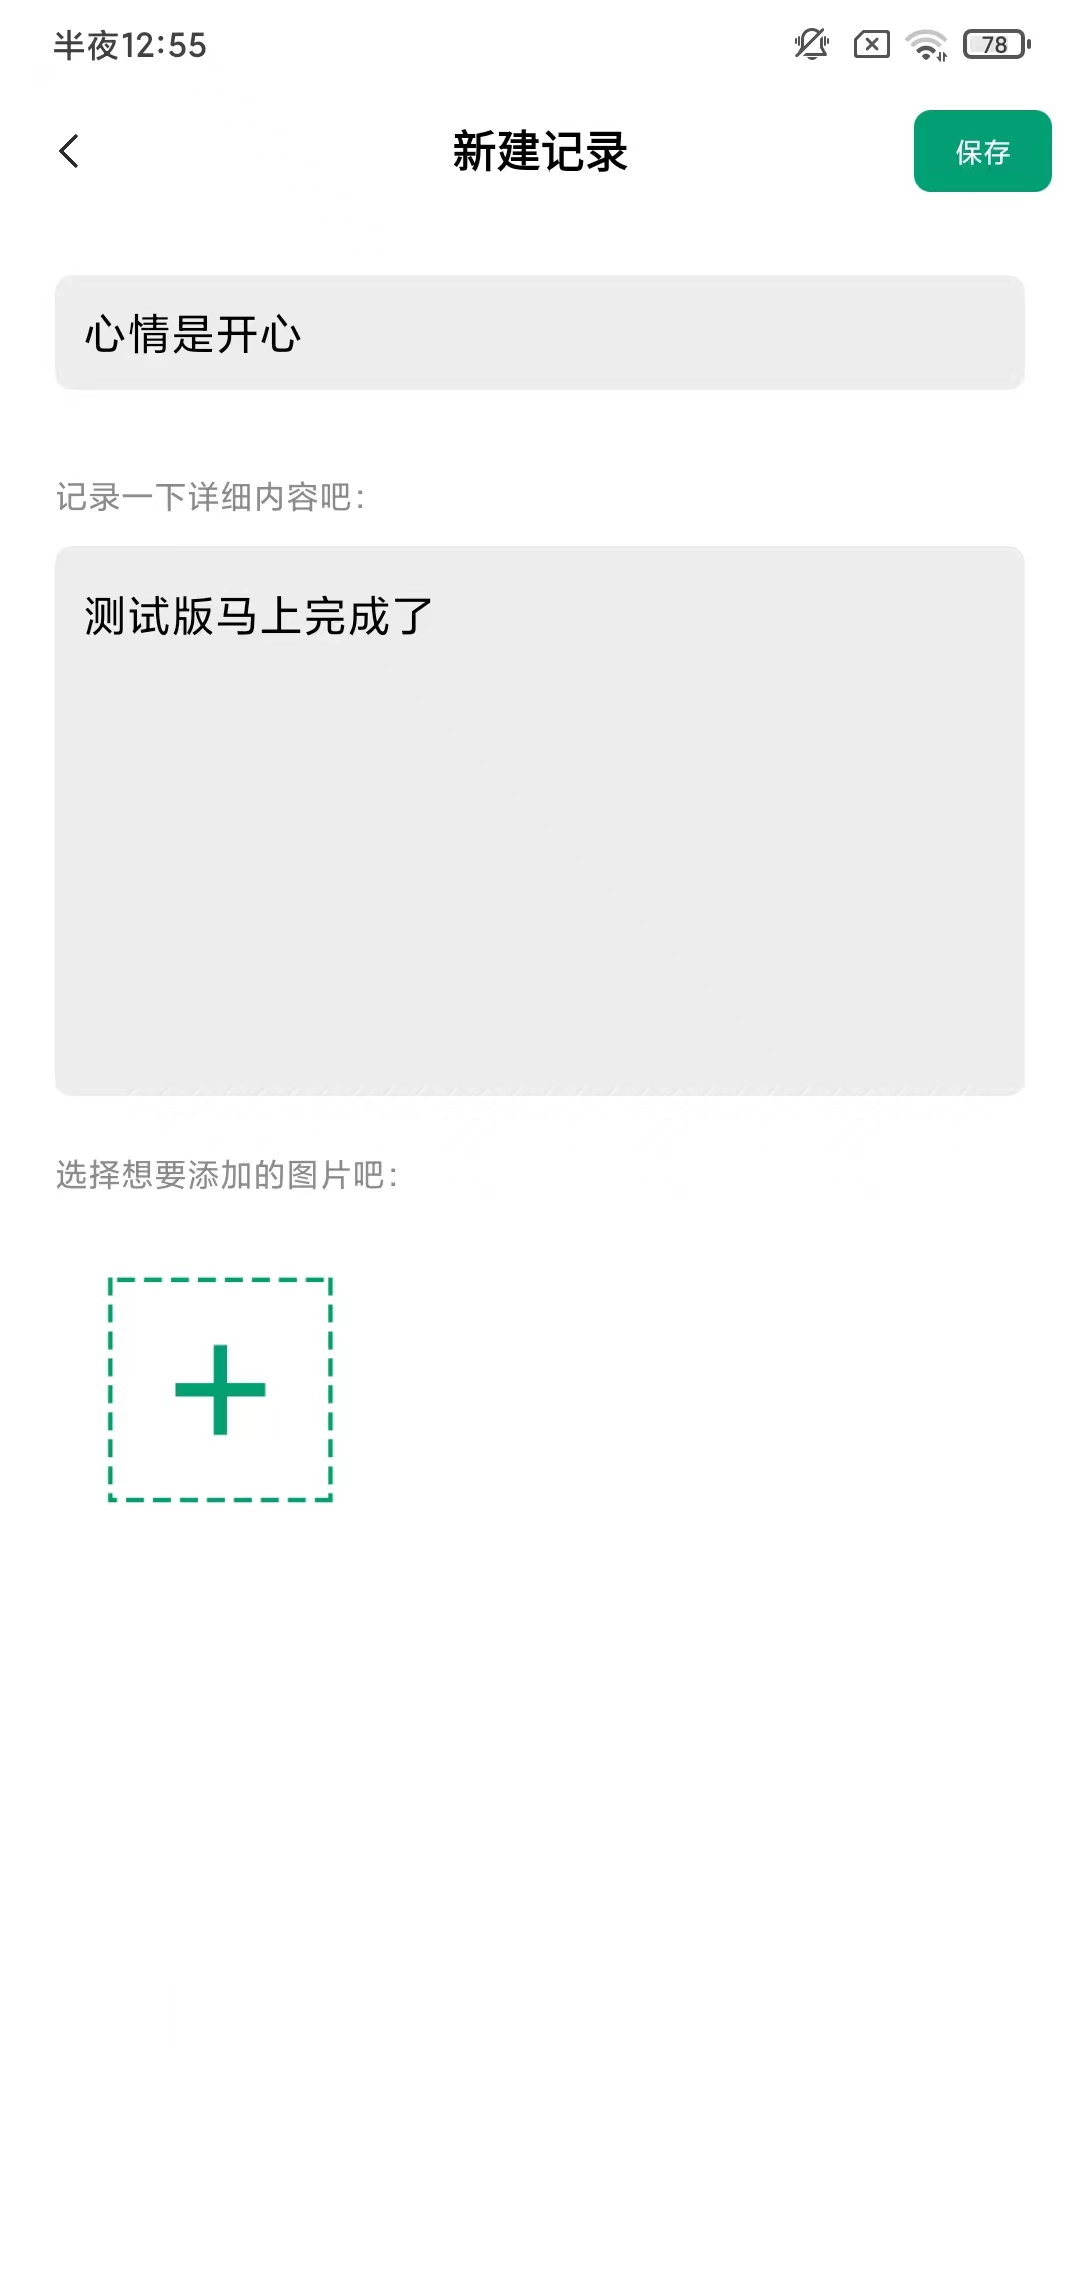 半夜12:55
78
新建记录
保存
心情是开心
记录一下详细内容吧：
测试版马上完成了
选择想要添加的图片吧：